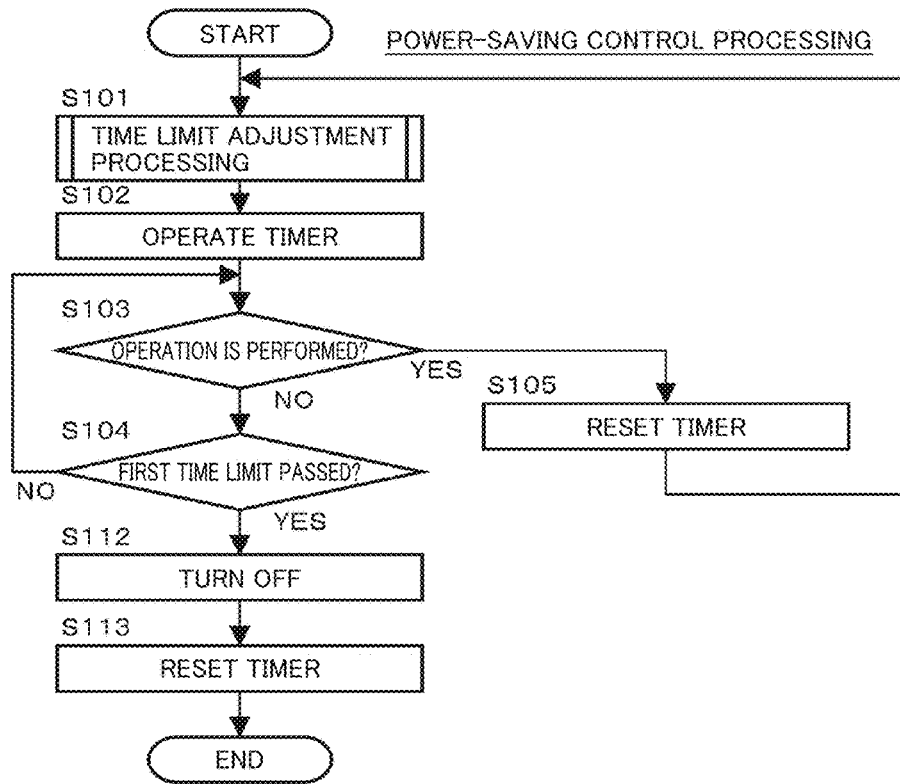 START
POWER-SAVING CONTROL PROCESSING
S101
TIME LIMIT ADJUSTMENT
PROCESSING
S102
OPERATE TIMER
S103
OPERATION IS PERFORMED?
YES
NO
S105
RESET TIMER
S104
FIRST TIME LIMIT PASSED?
NO
YES
S112
TURN OFF
S113
RESET TIMER
END